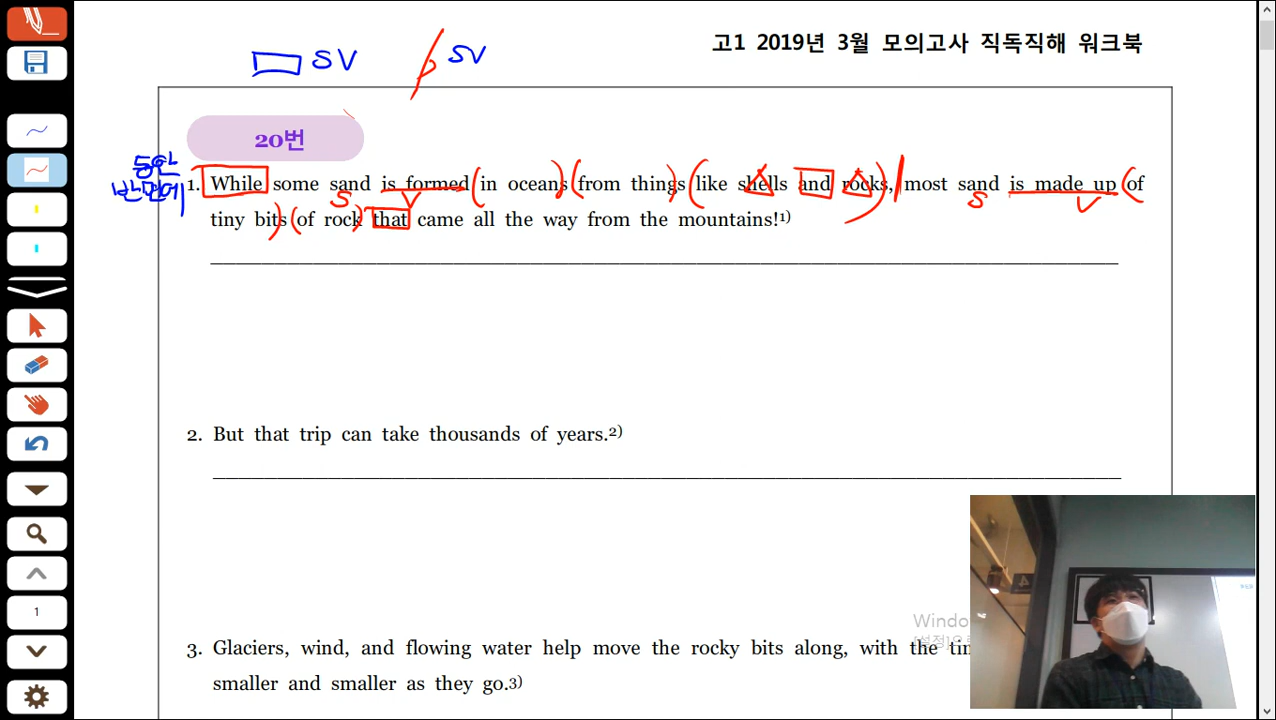 SV SV
고1 2019년 3월 모의고사 직독직해 워크북
20번
동안
반면에
1. While some sand is formed in oceans from things like shells and rocks, most sand is made up of
S V S V
tiny bits of rock that came all the way from the mountains!1)
2. But that trip can take thousands of years.2)
3. Glaciers, wind, and flowing water help move the rocky bits along, with the
smaller and smaller as they go.3)
Windo
1